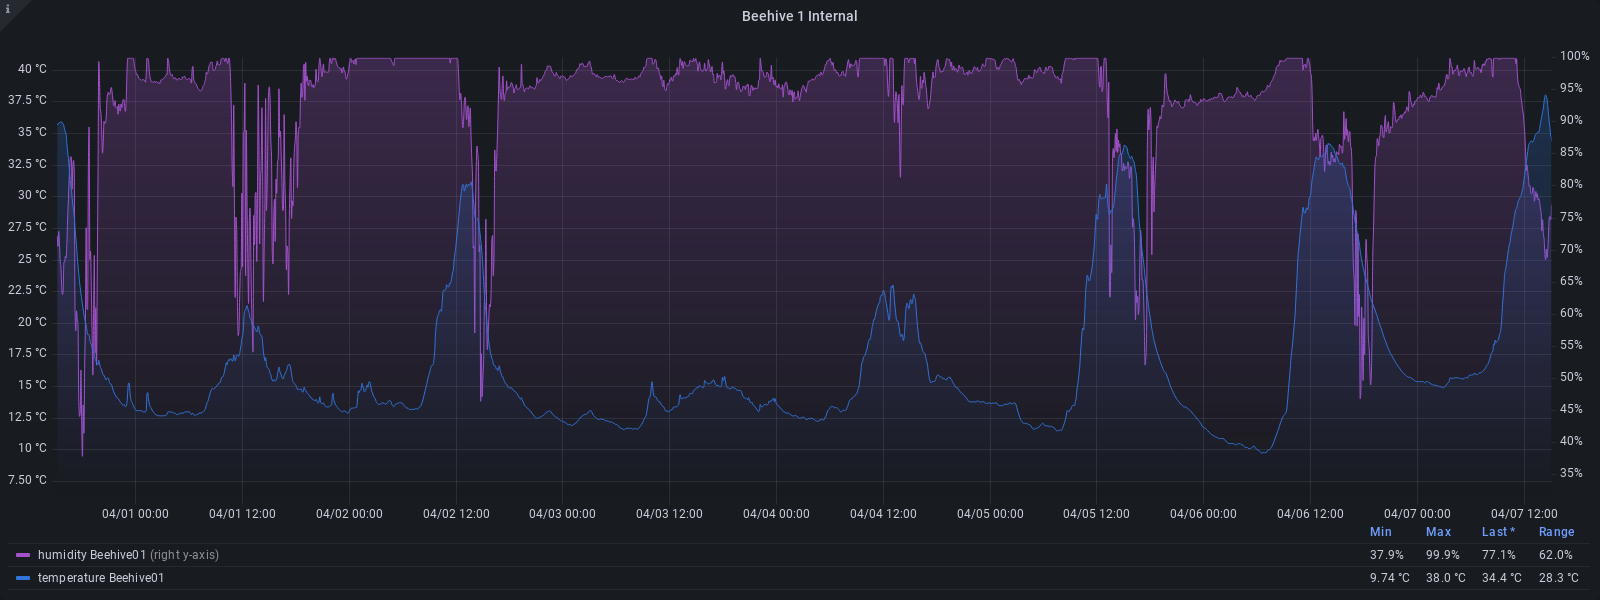 i
Beehive 1 Internal
40 °C
37.5 °C
35 °C
32.5 °C
30 °C
27.5 °C
25 °C
22.5 °C
20 °C
17.5 °C
15 °C
12.5 °C
10 °C
7.50 °C
100%
95%
90%
85%
80%
75%
70%
65%
60%
55%
50%
45%
40%
35%
04/01 00:00 04/01 12:00 04/02 00:00 04/02 12:00 04/03 00:00 04/03 12:00 04/04 00:00 04/04 12:00 04/05 00:00 04/05 12:00 04/06 00:00 04/06 12:00 04/07 00:00 04/07 12:00
Min Max Last * Range
humidity Beehive01 (right y-axis) 37.9% 99.9% 77.1% 62.0%
temperature Beehive01 9.74 °C 38.0 °C 34.4 °C 28.3 °C